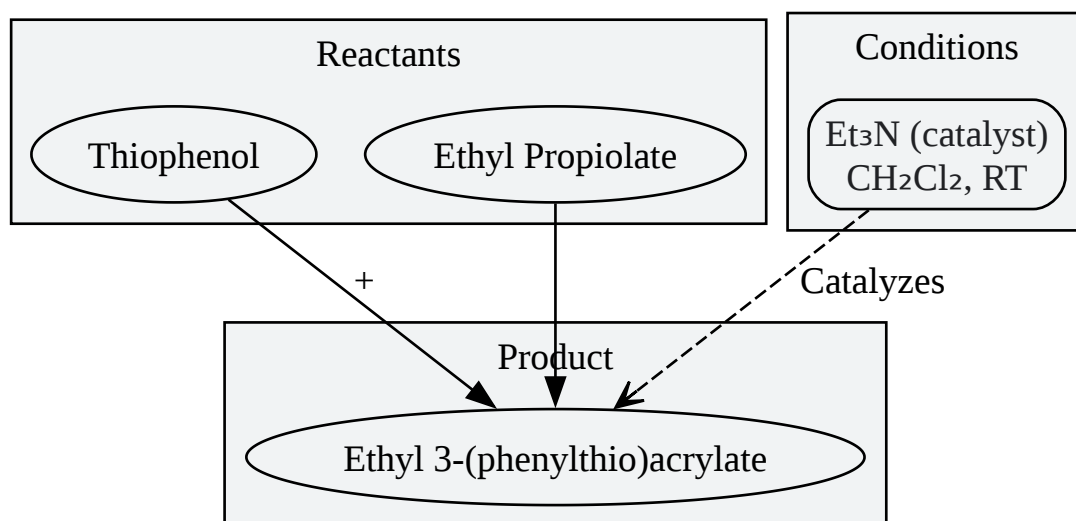 Reactants
Conditions
Thiophenol
Ethyl Propiolate
Et₃N (catalyst)
CH₂Cl₂, RT
+
Catalyzes
Product
Ethyl 3-(phenylthio)acrylate